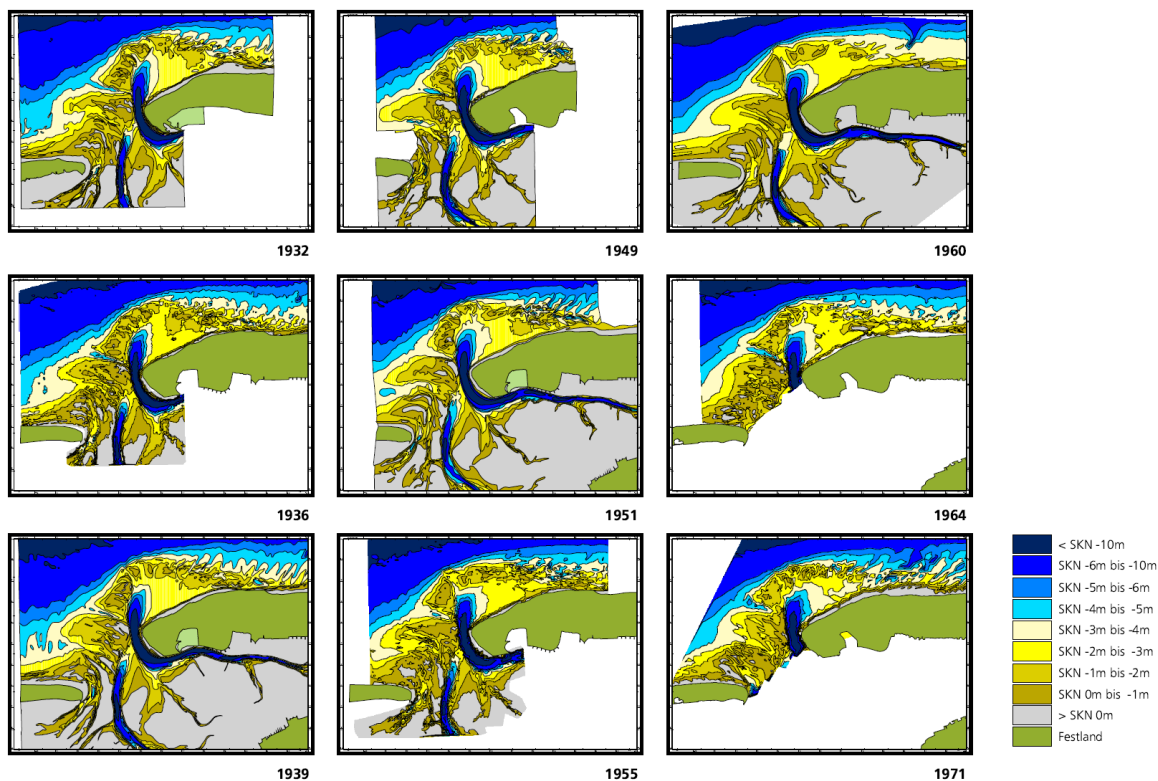 1932
1949
1960
1936
1951
1964
1939
1955
1971
< SKN -10m
SKN -6m bis -10m
SKN -5m bis -6m
SKN -4m bis -5m
SKN -3m bis -4m
SKN -2m bis -3m
SKN -1m bis -2m
SKN 0m bis -1m
> SKN 0m
Festland